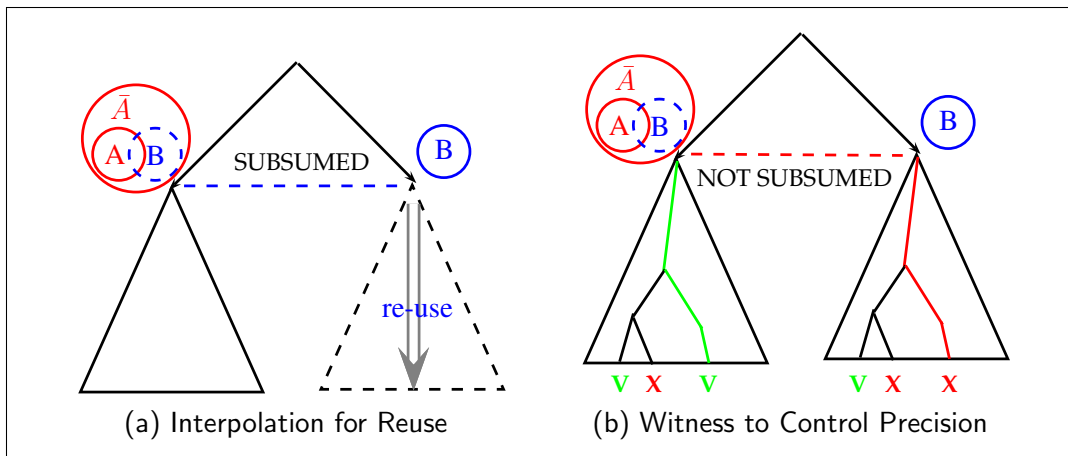 Ā
A
B
B
SUBSUMED
re-use
(a) Interpolation for Reuse
Ā
A
B
B
NOT SUBSUMED
V X V
V X X
(b) Witness to Control Precision